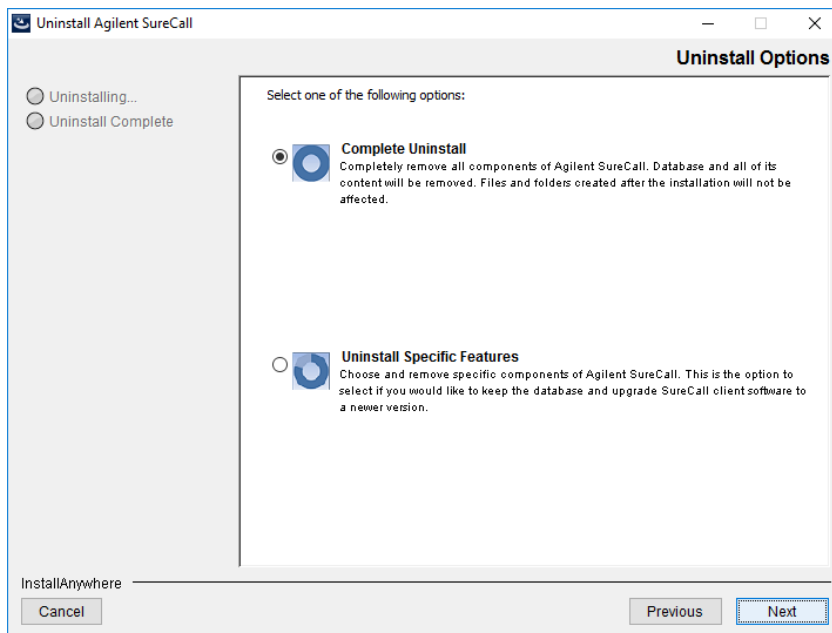 Uninstall Agilent SureCall
Uninstall Options
Uninstalling...
Uninstall Complete
Select one of the following options:
Complete Uninstall
Completely remove all components of Agilent SureCall. Database and all of its
content will be removed. Files and folders created after the installation will not be
affected.
Uninstall Specific Features
Choose and remove specific components of Agilent SureCall. This is the option to
select if you would like to keep the database and upgrade SureCall client software to
a newer version.
InstallAnywhere
Cancel
Previous
Next